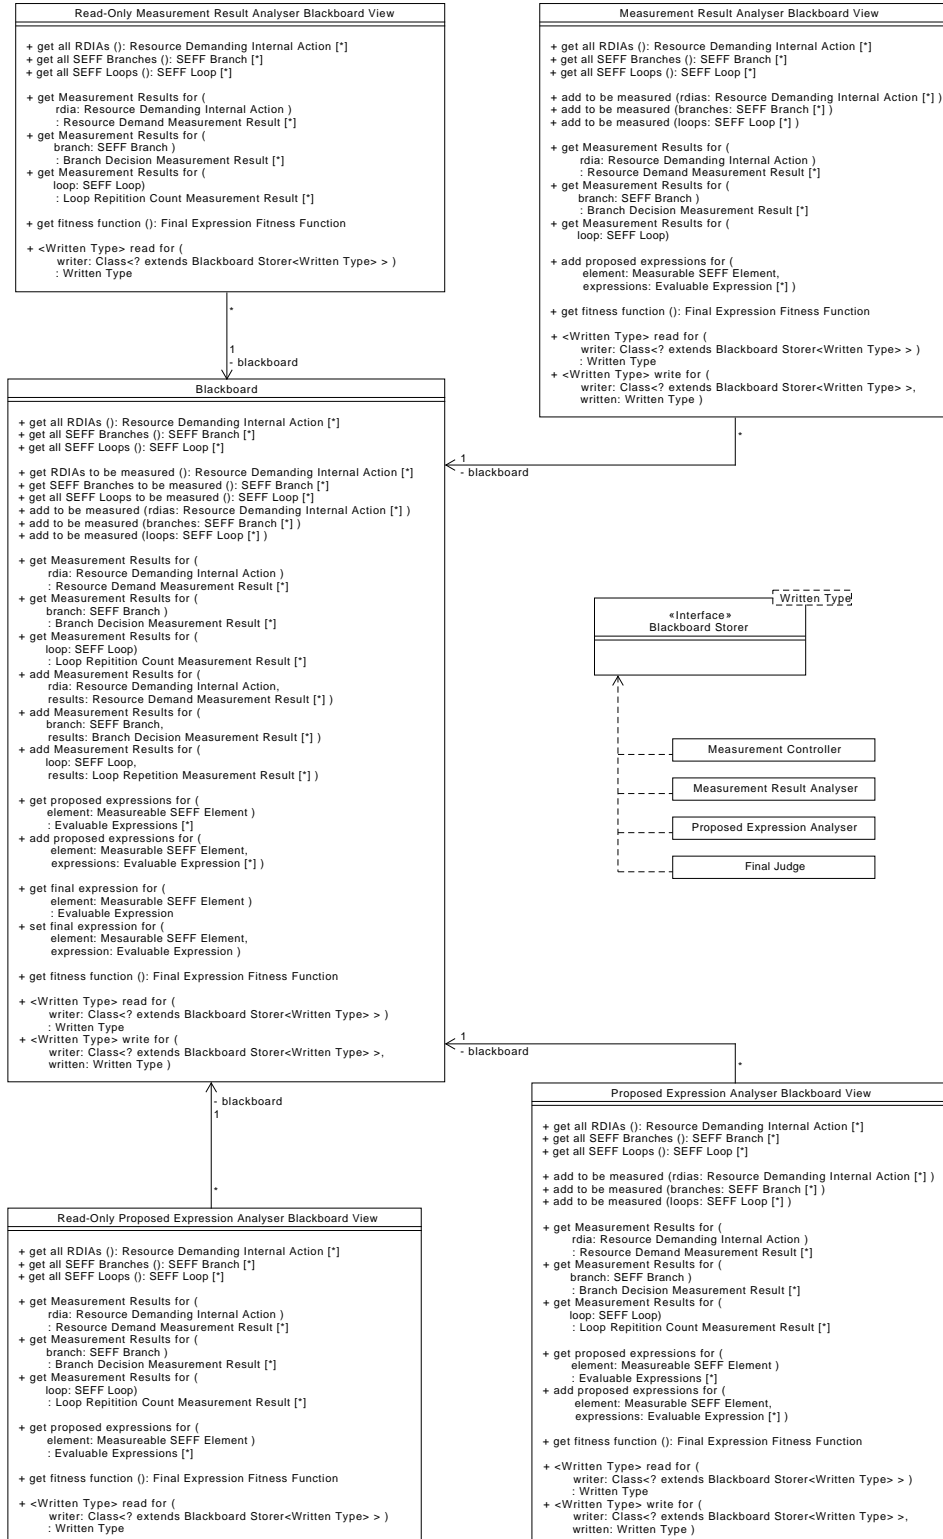 Read-Only Measurement Result Analyser Blackboard View
+ get all RDIAs (): Resource Demanding Internal Action [*]
+ get all SEFF Branches (): SEFF Branch [*]
+ get all SEFF Loops (): SEFF Loop [*]
+ get Measurement Results for (
rdia: Resource Demanding Internal Action )
: Resource Demand Measurement Result [*]
+ get Measurement Results for (
branch: SEFF Branch )
: Branch Decision Measurement Result [*]
+ get Measurement Results for (
loop: SEFF Loop)
: Loop Repitition Count Measurement Result [*]
+ get fitness function (): Final Expression Fitness Function
+ <Written Type> read for (
writer: Class<? extends Blackboard Storer<Written Type> > )
: Written Type
*
1
- blackboard
Measurement Result Analyser Blackboard View
+ get all RDIAs (): Resource Demanding Internal Action [*]
+ get all SEFF Branches (): SEFF Branch [*]
+ get all SEFF Loops (): SEFF Loop [*]
+ add to be measured (rdias: Resource Demanding Internal Action [*] )
+ add to be measured (branches: SEFF Branch [*] )
+ add to be measured (loops: SEFF Loop [*] )
+ get Measurement Results for (
rdia: Resource Demanding Internal Action )
: Resource Demand Measurement Result [*]
+ get Measurement Results for (
branch: SEFF Branch )
: Branch Decision Measurement Result [*]
+ get Measurement Results for (
loop: SEFF Loop)
+ add proposed expressions for (
element: Measurable SEFF Element,
expressions: Evaluable Expression [*] )
+ get fitness function (): Final Expression Fitness Function
+ <Written Type> read for (
writer: Class<? extends Blackboard Storer<Written Type> > )
: Written Type
+ <Written Type> write for (
writer: Class<? extends Blackboard Storer<Written Type> >,
written: Written Type )
*
1
- blackboard
Blackboard
+ get all RDIAs (): Resource Demanding Internal Action [*]
+ get all SEFF Branches (): SEFF Branch [*]
+ get all SEFF Loops (): SEFF Loop [*]
+ get RDIAs to be measured (): Resource Demanding Internal Action [*]
+ get SEFF Branches to be measured (): SEFF Branch [*]
+ get all SEFF Loops to be measured (): SEFF Loop [*]
+ add to be measured (rdias: Resource Demanding Internal Action [*] )
+ add to be measured (branches: SEFF Branch [*] )
+ add to be measured (loops: SEFF Loop [*] )
+ get Measurement Results for (
rdia: Resource Demanding Internal Action )
: Resource Demand Measurement Result [*]
+ get Measurement Results for (
branch: SEFF Branch )
: Branch Decision Measurement Result [*]
+ get Measurement Results for (
loop: SEFF Loop)
: Loop Repitition Count Measurement Result [*]
+ add Measurement Results for (
rdia: Resource Demanding Internal Action,
results: Resource Demand Measurement Result [*] )
+ add Measurement Results for (
branch: SEFF Branch,
results: Branch Decision Measurement Result [*] )
+ add Measurement Results for (
loop: SEFF Loop,
results: Loop Repetition Measurement Result [*] )
+ get proposed expressions for (
element: Measureable SEFF Element )
: Evaluable Expressions [*]
+ add proposed expressions for (
element: Measurable SEFF Element,
expressions: Evaluable Expression [*] )
+ get final expression for (
element: Measurable SEFF Element )
: Evaluable Expression
+ set final expression for (
element: Mesaurable SEFF Element,
expression: Evaluable Expression )
+ get fitness function (): Final Expression Fitness Function
+ <Written Type> read for (
writer: Class<? extends Blackboard Storer<Written Type> > )
: Written Type
+ <Written Type> write for (
writer: Class<? extends Blackboard Storer<Written Type> >,
written: Written Type )
Written Type
«Interface»
Blackboard Storer
Measurement Controller
Measurement Result Analyser
Proposed Expression Analyser
Final Judge
1
- blackboard
*
- blackboard
1
*
Read-Only Proposed Expression Analyser Blackboard View
+ get all RDIAs (): Resource Demanding Internal Action [*]
+ get all SEFF Branches (): SEFF Branch [*]
+ get all SEFF Loops (): SEFF Loop [*]
+ get Measurement Results for (
rdia: Resource Demanding Internal Action )
: Resource Demand Measurement Result [*]
+ get Measurement Results for (
branch: SEFF Branch )
: Branch Decision Measurement Result [*]
+ get Measurement Results for (
loop: SEFF Loop)
: Loop Repitition Count Measurement Result [*]
+ get proposed expressions for (
element: Measureable SEFF Element )
: Evaluable Expressions [*]
+ get fitness function (): Final Expression Fitness Function
+ <Written Type> read for (
writer: Class<? extends Blackboard Storer<Written Type> > )
: Written Type
Proposed Expression Analyser Blackboard View
+ get all RDIAs (): Resource Demanding Internal Action [*]
+ get all SEFF Branches (): SEFF Branch [*]
+ get all SEFF Loops (): SEFF Loop [*]
+ add to be measured (rdias: Resource Demanding Internal Action [*] )
+ add to be measured (branches: SEFF Branch [*] )
+ add to be measured (loops: SEFF Loop [*] )
+ get Measurement Results for (
rdia: Resource Demanding Internal Action )
: Resource Demand Measurement Result [*]
+ get Measurement Results for (
branch: SEFF Branch )
: Branch Decision Measurement Result [*]
+ get Measurement Results for (
loop: SEFF Loop)
: Loop Repitition Count Measurement Result [*]
+ get proposed expressions for (
element: Measureable SEFF Element )
: Evaluable Expressions [*]
+ add proposed expressions for (
element: Measurable SEFF Element,
expressions: Evaluable Expression [*] )
+ get fitness function (): Final Expression Fitness Function
+ <Written Type> read for (
writer: Class<? extends Blackboard Storer<Written Type> > )
: Written Type
+ <Written Type> write for (
writer: Class<? extends Blackboard Storer<Written Type> >,
written: Written Type )